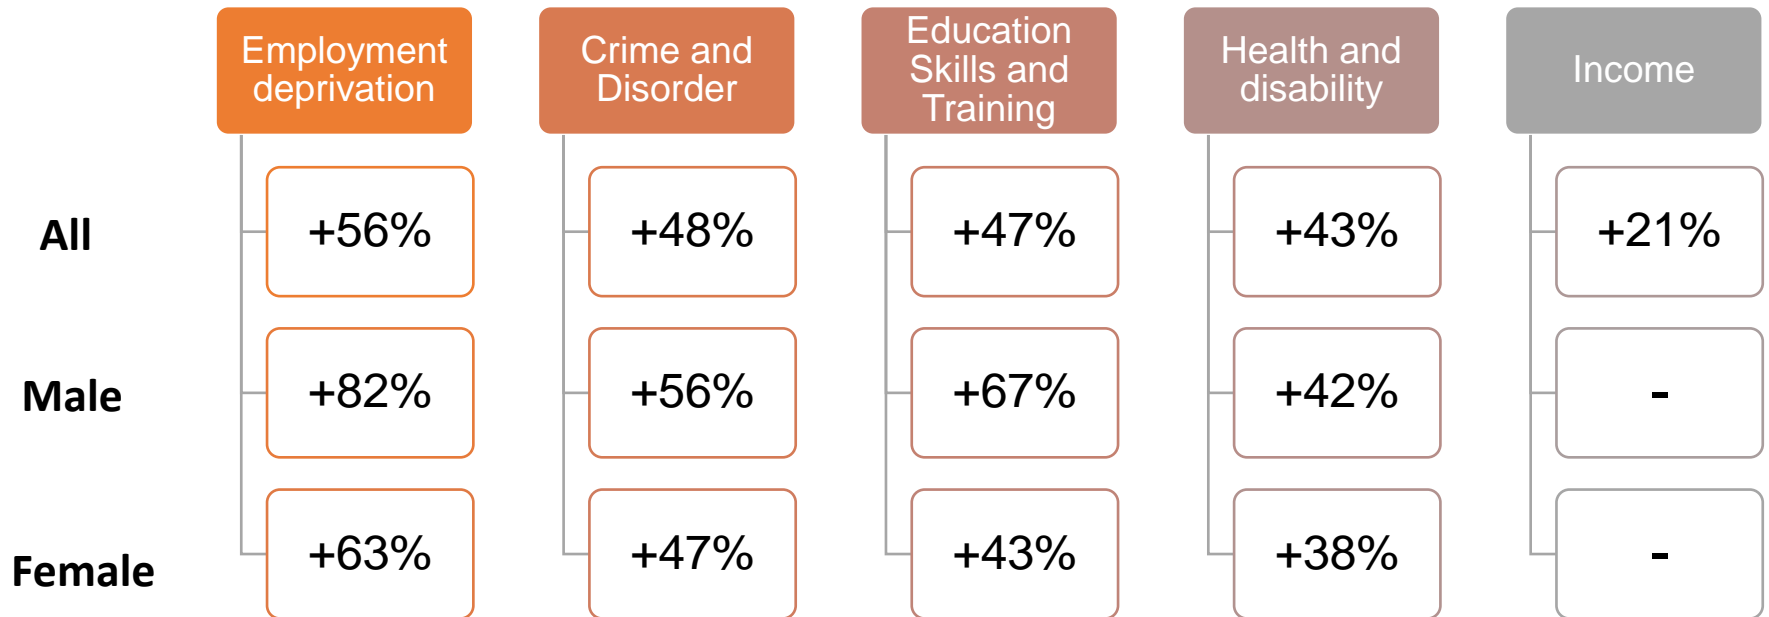 Employment
deprivation
Crime and
Disorder
Education
Skills and
Training
Health and
disability
Income
All
+56%
+48%
+47%
+43%
+21%
Male
+82%
+56%
+67%
+42%
-
Female
+63%
+47%
+43%
+38%
-